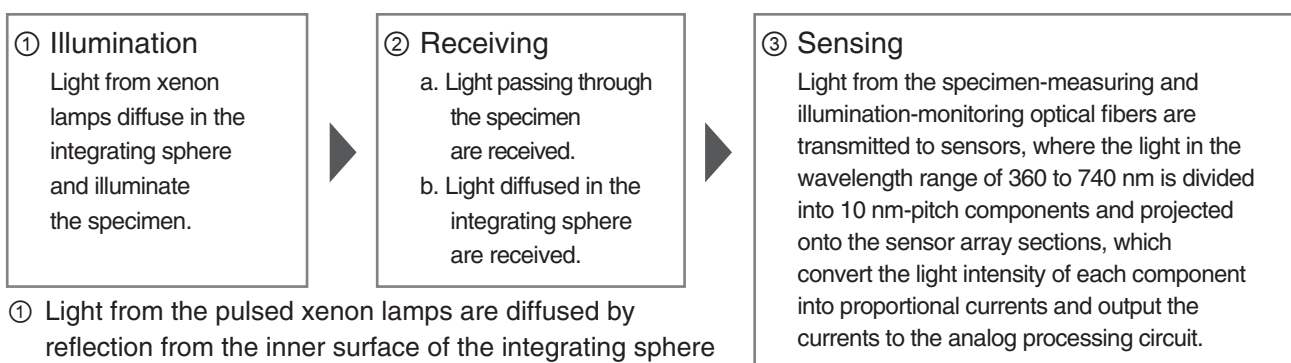 ① Illumination
Light from xenon
lamps diffuse in the
integrating sphere
and illuminate
the specimen.
② Receiving
a. Light passing through
the specimen
are received.
b. Light diffused in the
integrating sphere
are received.
③ Sensing
Light from the specimen-measuring and
illumination-monitoring optical fibers are
transmitted to sensors, where the light in the
wavelength range of 360 to 740 nm is divided
into 10 nm-pitch components and projected
onto the sensor array sections, which
convert the light intensity of each component
into proportional currents and output the
currents to the analog processing circuit.
① Light from the pulsed xenon lamps are diffused by
reflection from the inner surface of the integrating sphere